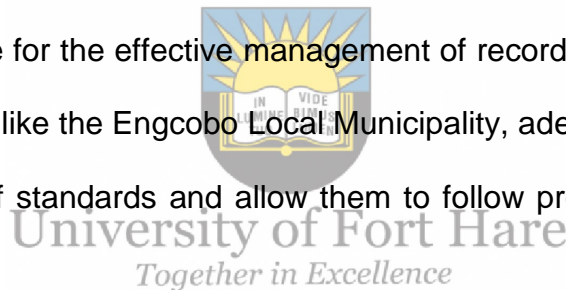 e for the effective management of record
like the Engcobo Local Municipality, ade
IN VIDE
LUMINE BIMUS
LUMEN
f standards and allow them to follow pr
University of Fort Hare
Together in Excellence